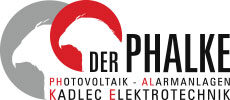 DER PHALKE
PHOTOVOLTAIK - ALARMANLAGEN
KADLEC ELEKTROTECHNIK